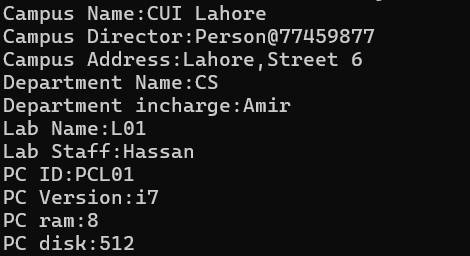 Campus Name:CUI Lahore
Campus Director:Person@77459877
Campus Address:Lahore,Street 6
Department Name:CS
Department incharge:Amir
Lab Name:L01
Lab Staff:Hassan
PC ID:PCL01
PC Version:i7
PC ram:8
PC disk:512